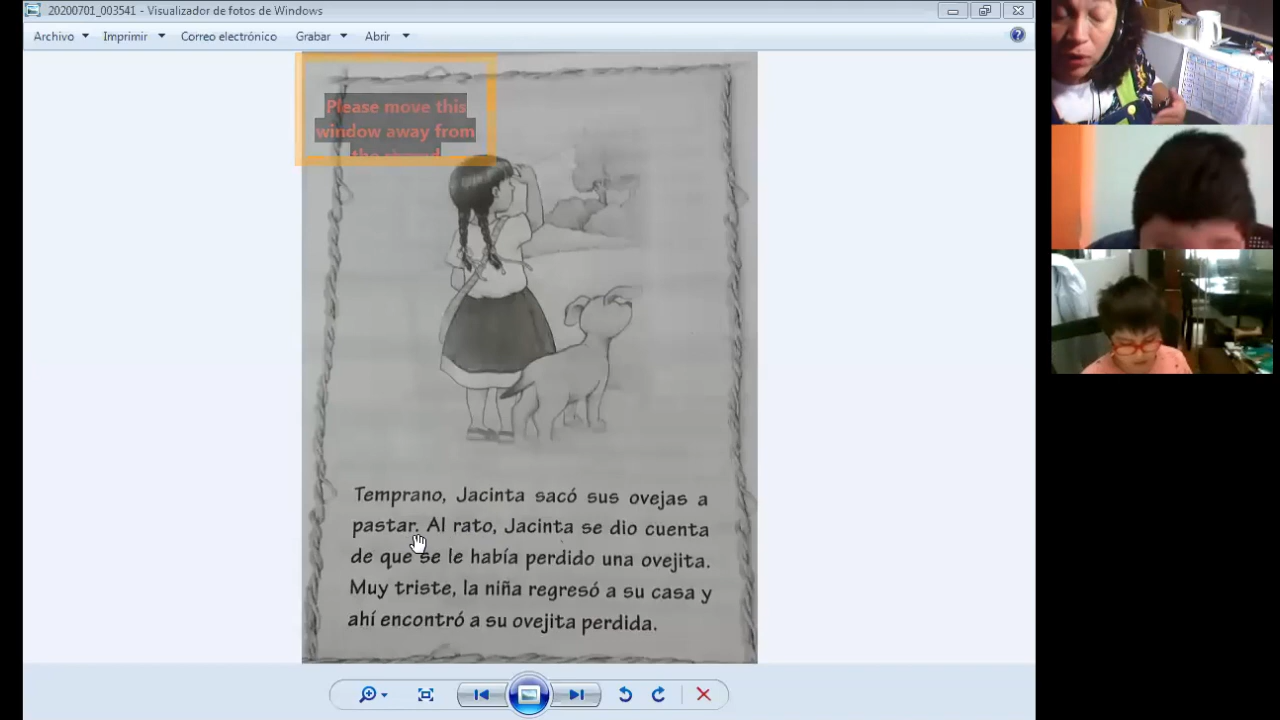 20200701_003541 - Visualizador de fotos de Windows
Archivo Imprimir Correo electrónico Grabar Abrir
Please move this
window away from
Temprano, Jacinta sacó sus ovejas a
pastar. Al rato, Jacinta se dio cuenta
de que se le había perdido una ovejita.
Muy triste, la niña regresó a su casa y
ahí encontró a su ovejita perdida.